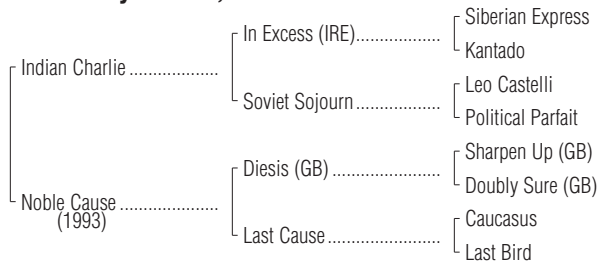 Siberian Express
In Excess (IRE)
Kantado
Indian Charlie
Leo Castelli
Soviet Sojourn
Political Parfait
Sharpen Up (GB)
Diesis (GB)
Doubly Sure (GB)
Noble Cause
(1993)
Caucasus
Last Cause
Last Bird